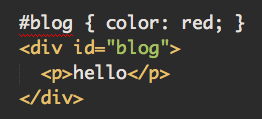 #blog { color: red; }
<div id="blog">
  <p>hello</p>
</div>